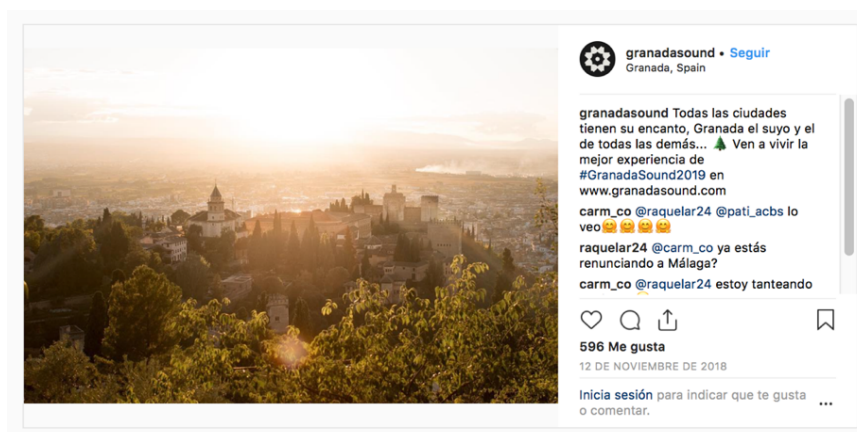 granadasound • Seguir
Granada, Spain
granadasound Todas las ciudades
tienen su encanto, Granada el suyo y el
de todas las demás... 🌲 Ven a vivir la
mejor experiencia de
#GranadaSound2019 en
www.granadasound.com
carm_co @raquelar24 @pati_acbs lo
veo🤗🤗🤗🤗
raquelar24 @carm_co ya estás
renunciando a Málaga?
carm_co @raquelar24 estoy tanteando
596 Me gusta
12 DE NOVIEMBRE DE 2018
Inicia sesión para indicar que te gusta
o comentar.